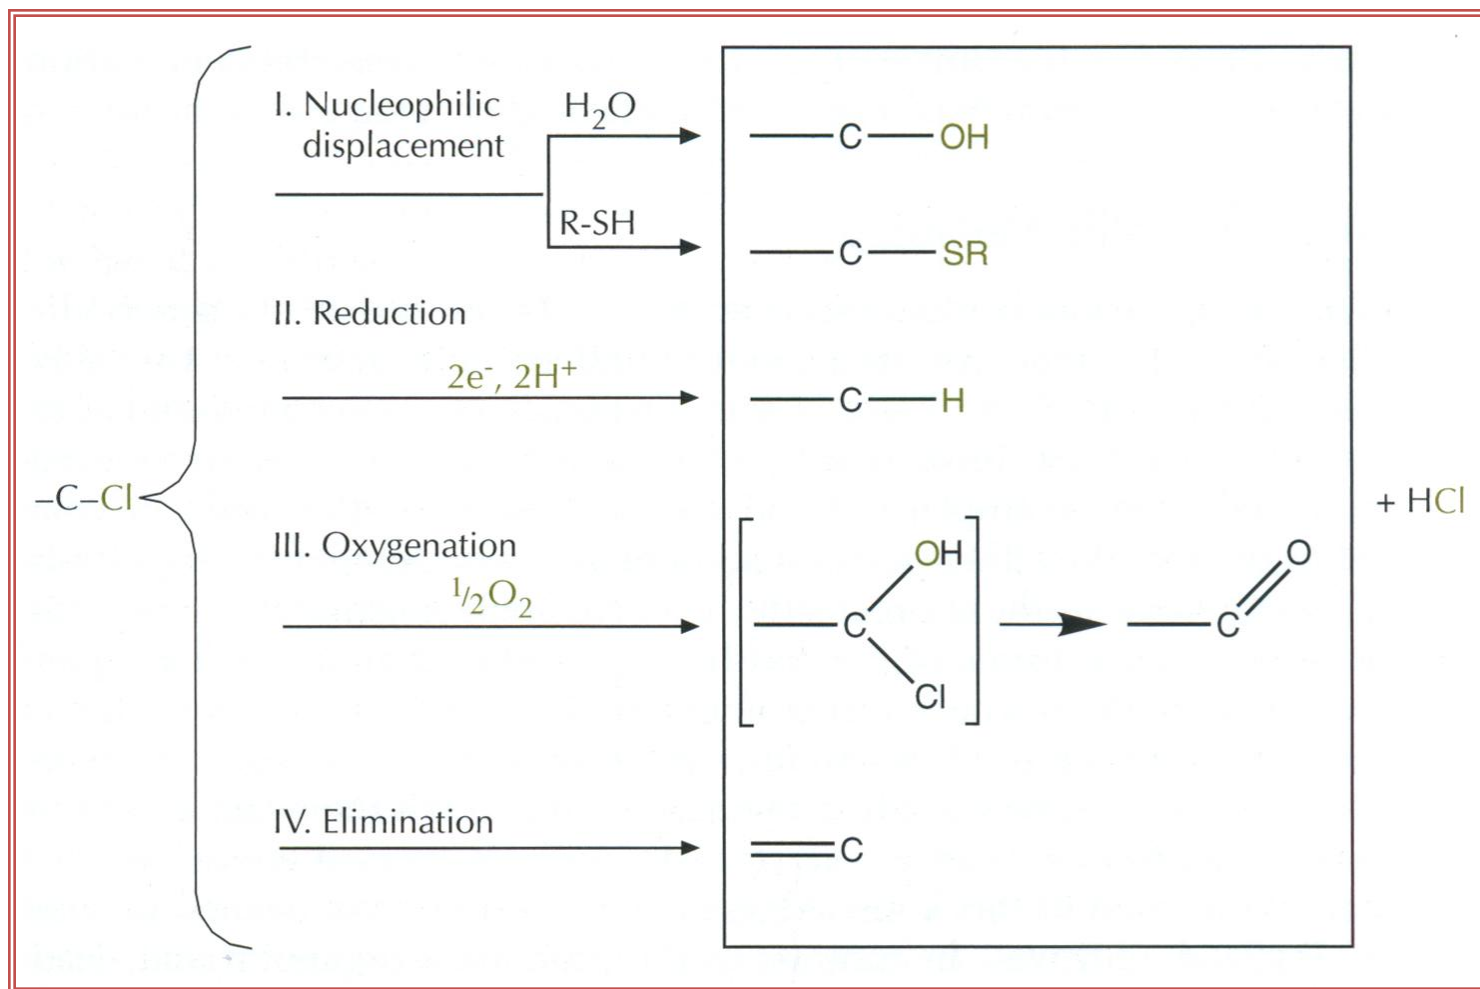 I. Nucleophilic
displacement
H₂O
—C—OH
R-SH
—C—SR
II. Reduction
2e⁻, 2H⁺
—C—H
–C–Cl
+ HCl
III. Oxygenation
½O₂
OH
C
Cl
O
C
IV. Elimination
═C